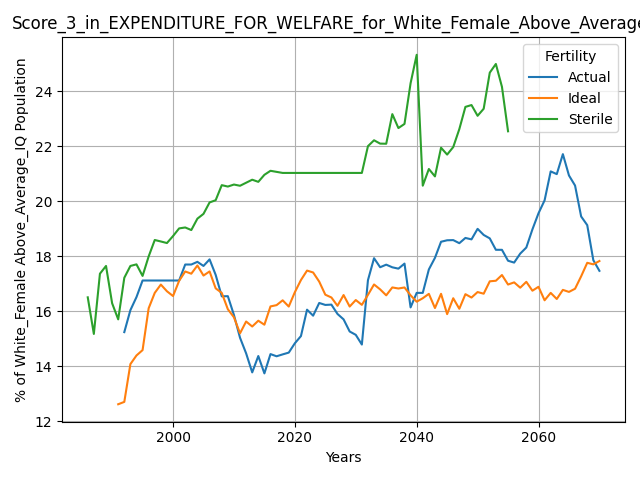 Score_3_in_EXPENDITURE_FOR_WELFARE_for_White_Female_Above_Average
Fertility
Actual
Ideal
Sterile
% of White_Female Above_Average_IQ Population
24
22
20
18
16
14
12
2000 2020 2040 2060
Years